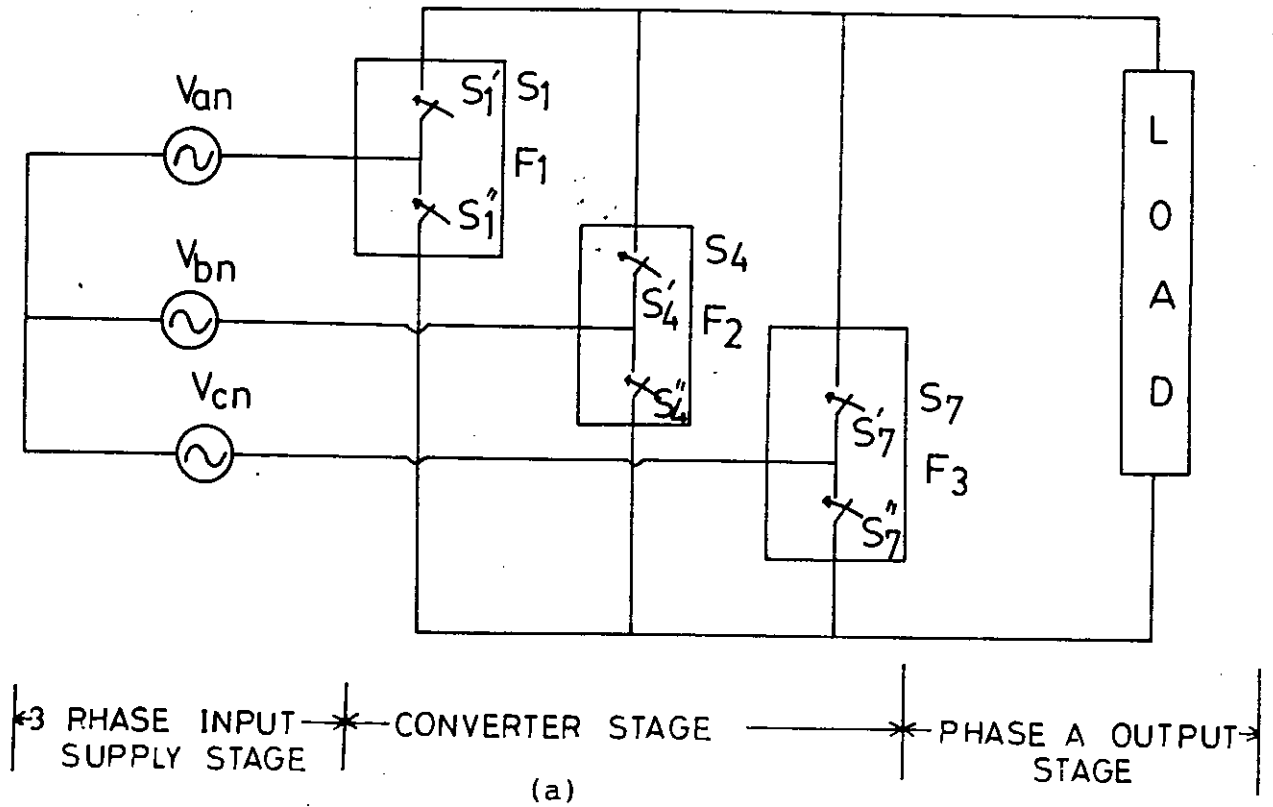 Van
S1' S1
F1
S1"
Vbn
S4
S4'
F2
S4"
Vcn
S7
S7'
F3
S7"
L
O
A
D
3 PHASE INPUT
SUPPLY STAGE
CONVERTER STAGE
PHASE A OUTPUT
STAGE
(a)